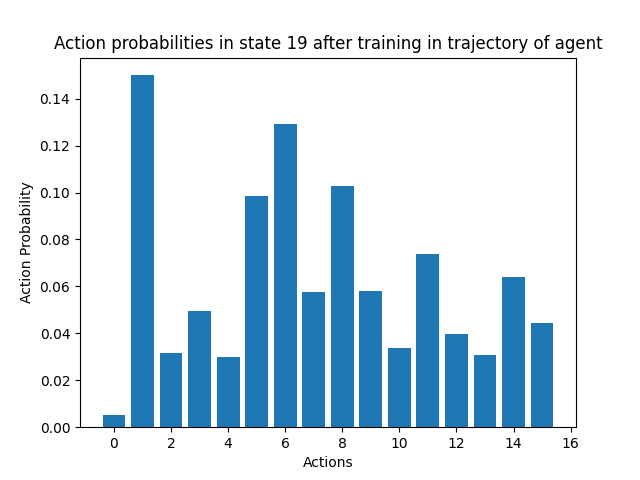 Action probabilities in state 19 after training in trajectory of agent
0.14
0.12
0.10
0.08
0.06
0.04
0.02
0.00
Action Probability
0 2 4 6 8 10 12 14 16
Actions